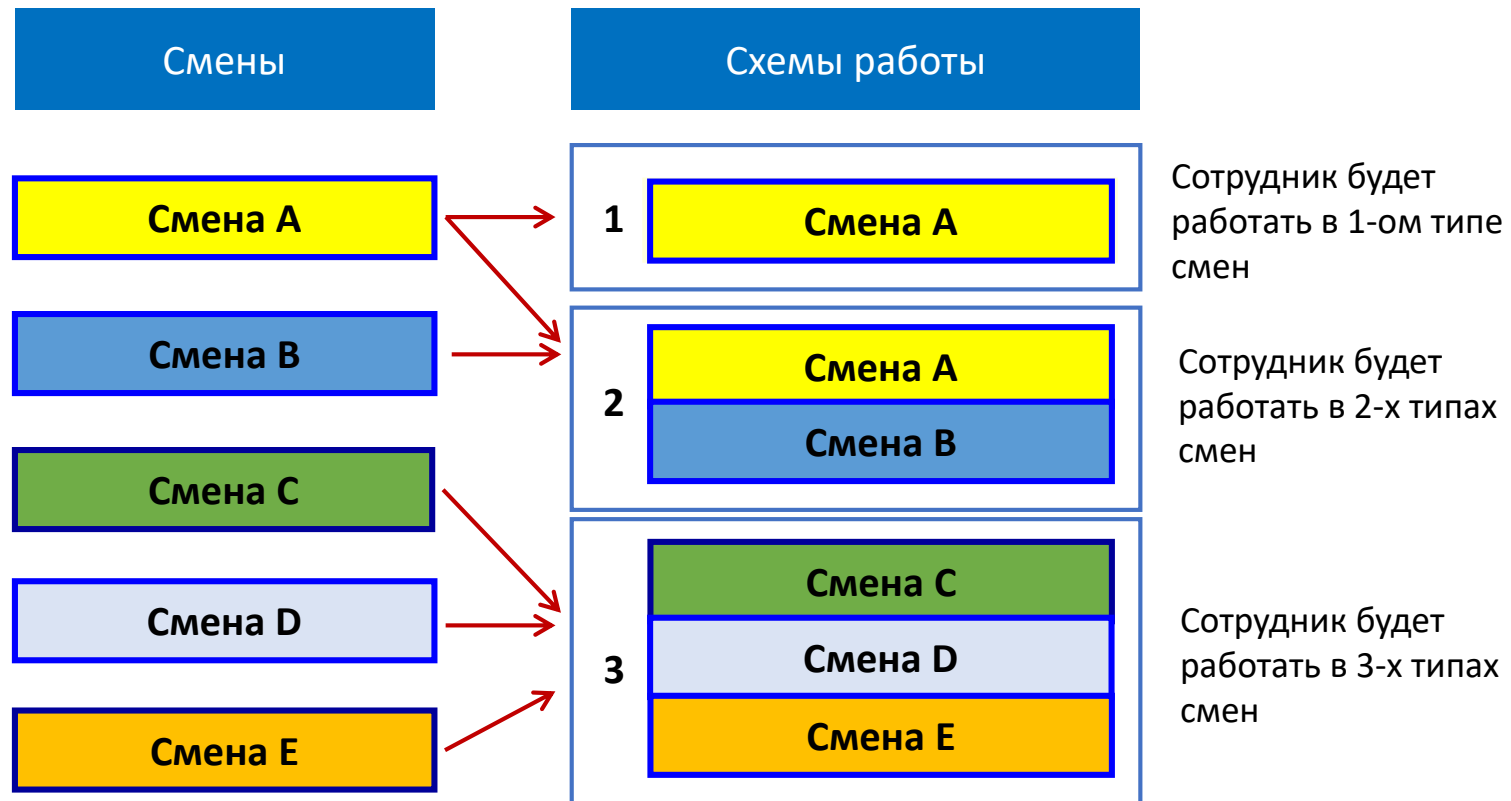 Смены
Схемы работы
Смена A
Смена B
Смена C
Смена D
Смена E
1
Смена A
Сотрудник будет
работать в 1-ом типе
смен
2
Смена A
Смена B
Сотрудник будет
работать в 2-х типах
смен
3
Смена C
Смена D
Смена E
Сотрудник будет
работать в 3-х типах
смен